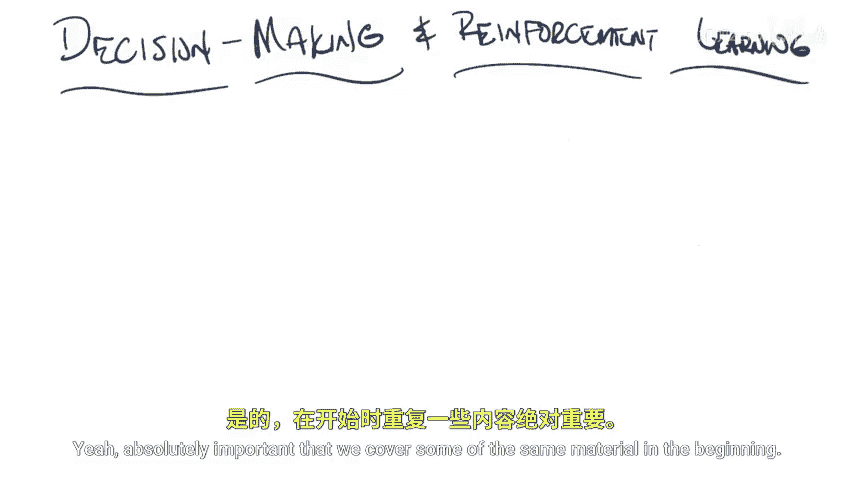 DECISION-MAKING & REINFORCEMENT LEARNING
是的，在开始时重复一些内容绝对重要。
Yeah, absolutely important that we cover some of the same material in the beginning.